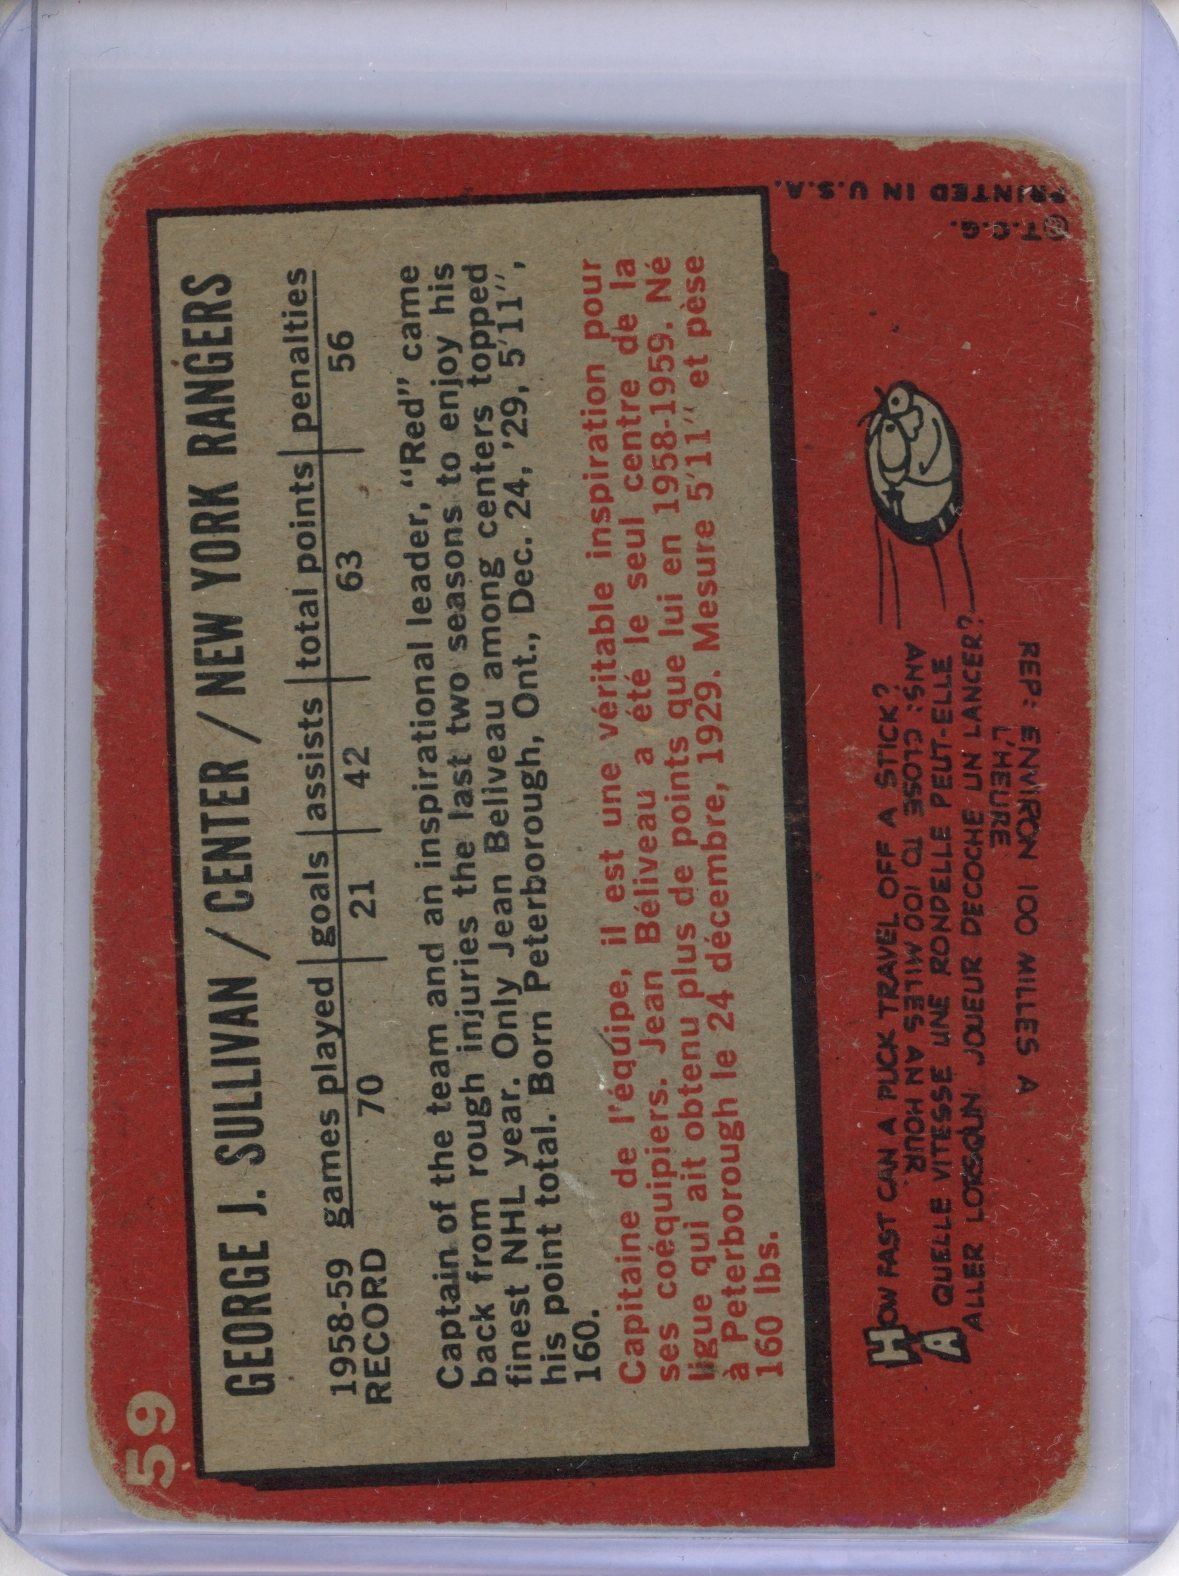 59
GEORGE J. SULLIVAN / CENTER / NEW YORK RANGERS
1958-59 RECORD
games played | goals | assists | total points | penalties
70 21 42 63 56
Captain of the team and an inspirational leader, "Red" came
back from rough injuries the last two seasons to enjoy his
finest NHL year. Only Jean Beliveau among centers topped
his point total. Born Peterborough, Ont., Dec. 24, '29, 5'11",
160.
Capitaine de l'équipe, il est une véritable inspiration pour
ses coéquipiers. Jean Béliveau a été le seul centre de la
ligue qui ait obtenu plus de points que lui en 1958-1959. Né
à Peterborough le 24 décembre, 1929. Mesure 5'11" et pèse
160 lbs.
HOW FAST CAN A PUCK TRAVEL OFF A STICK?
ANS: CLOSE TO 100 MILES AN HOUR.
A QUELLE VITESSE UNE RONDELLE PEUT-ELLE
ALLER LORSQUN JOUEUR DECOCHE UN LANCER?
REP: ENVIRON 100 MILLES A
L'HEURE
©T.C.G.
PRINTED IN U.S.A.